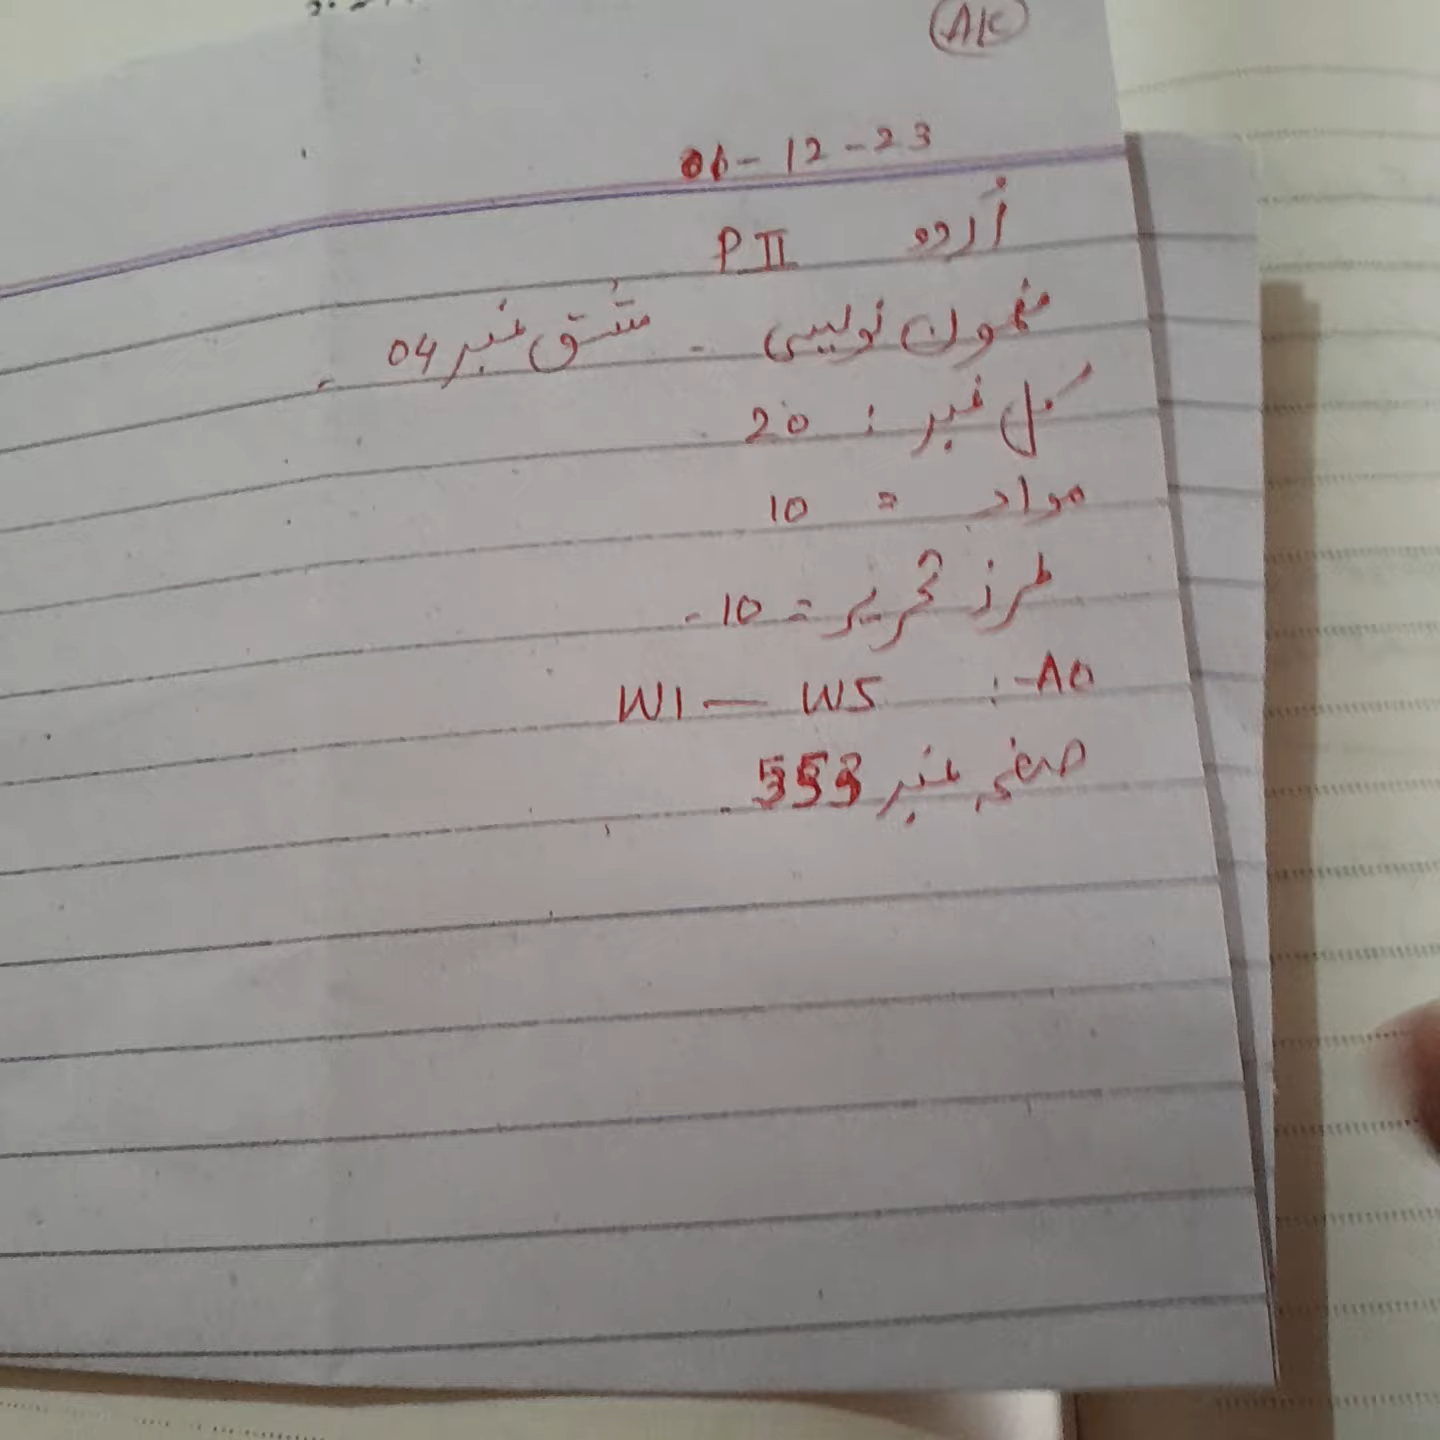 AK
01-12-23
اُردو PII
مضمون نویسی - مشق نمبر 04 -
کل نمبر : 20
مواد = 10
طرز تحریر = 10 -
AO :- W1 — W5
صفحہ نمبر 553